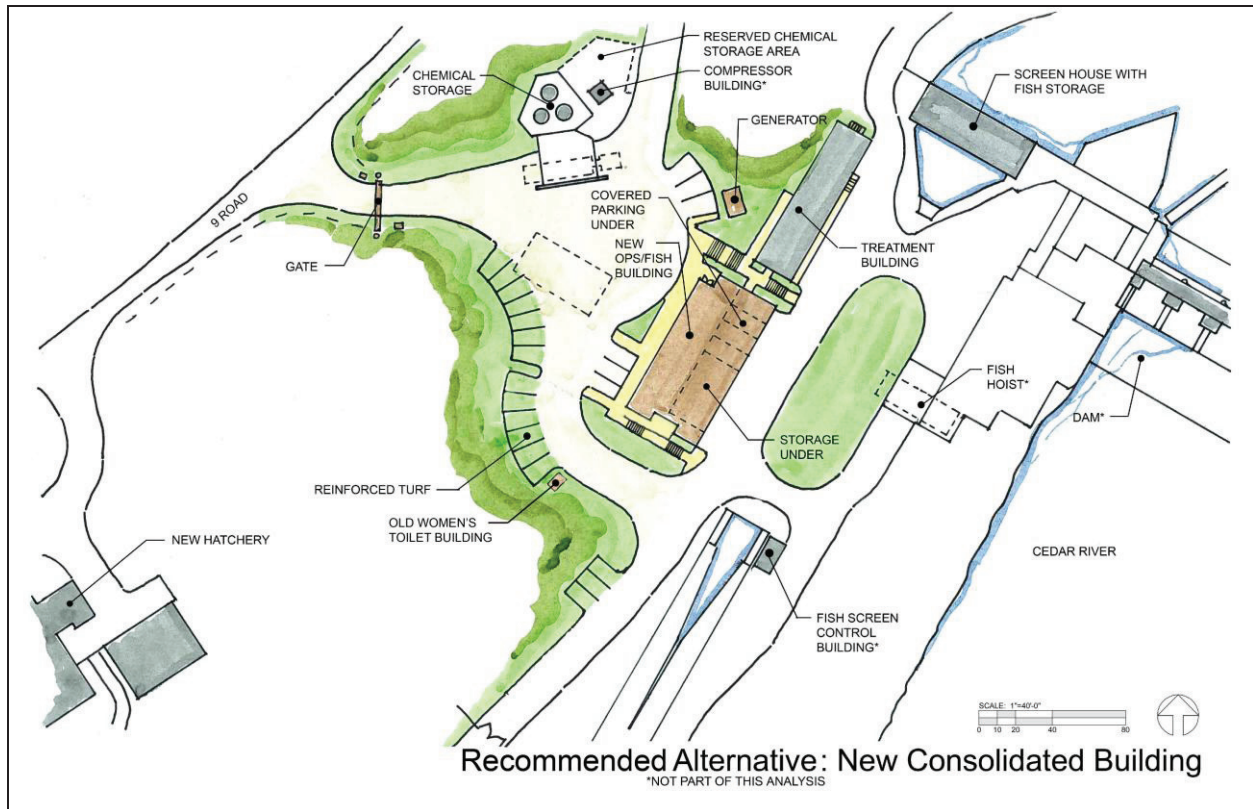 RESERVED CHEMICAL
STORAGE AREA
CHEMICAL
STORAGE
COMPRESSOR
BUILDING*
SCREEN HOUSE WITH
FISH STORAGE
GENERATOR
COVERED
PARKING
UNDER
9 ROAD
NEW
OPS/FISH
BUILDING
TREATMENT
BUILDING
GATE
FISH
HOIST*
DAM*
STORAGE
UNDER
REINFORCED TURF
OLD WOMEN'S
TOILET BUILDING
NEW HATCHERY
CEDAR RIVER
FISH SCREEN
CONTROL
BUILDING*
SCALE: 1"=40'-0"
0 10 20 40 80
Recommended Alternative: New Consolidated Building
*NOT PART OF THIS ANALYSIS